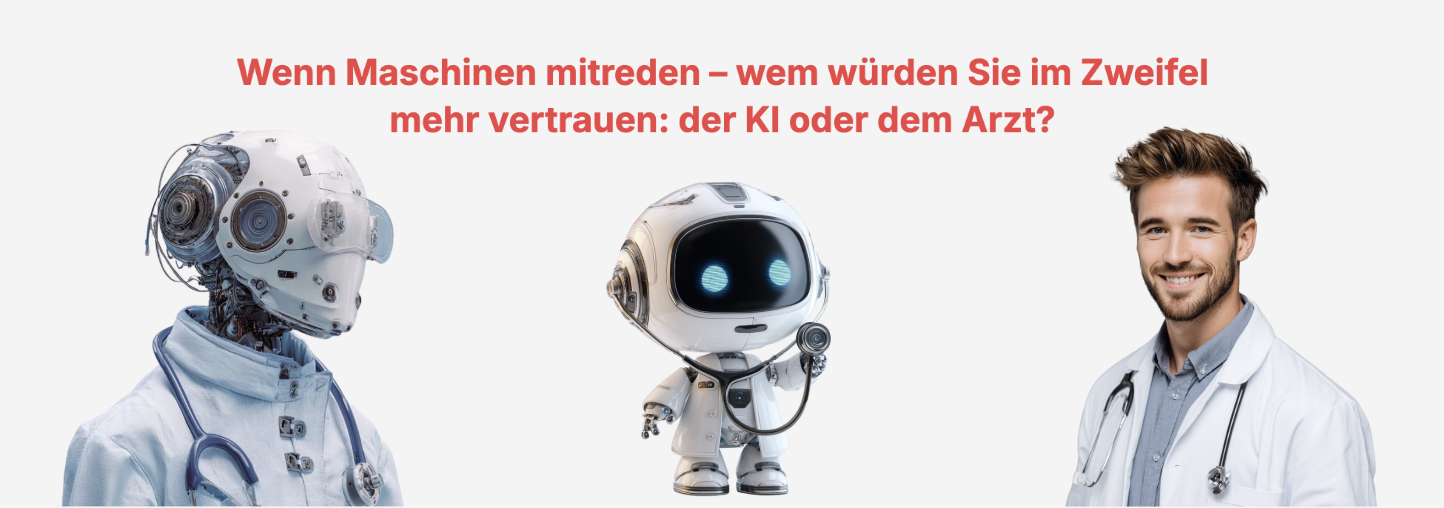 Wenn Maschinen mitreden – wem würden Sie im Zweifel
mehr vertrauen: der KI oder dem Arzt?